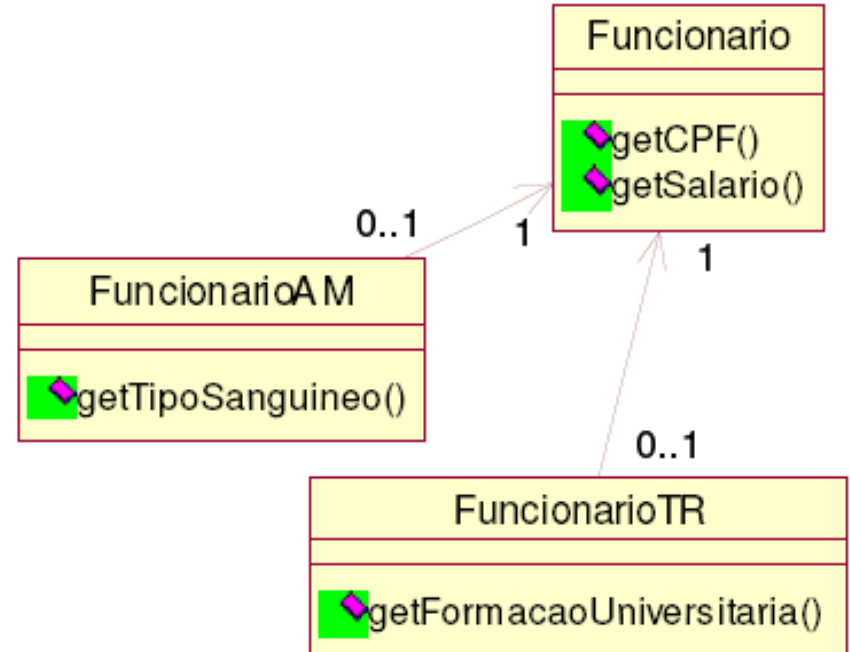 Funcionario
getCPF()
getSalario()
0..1
1
1
FuncionarioAM
getTipoSanguineo()
0..1
FuncionarioTR
getFormacaoUniversitaria()